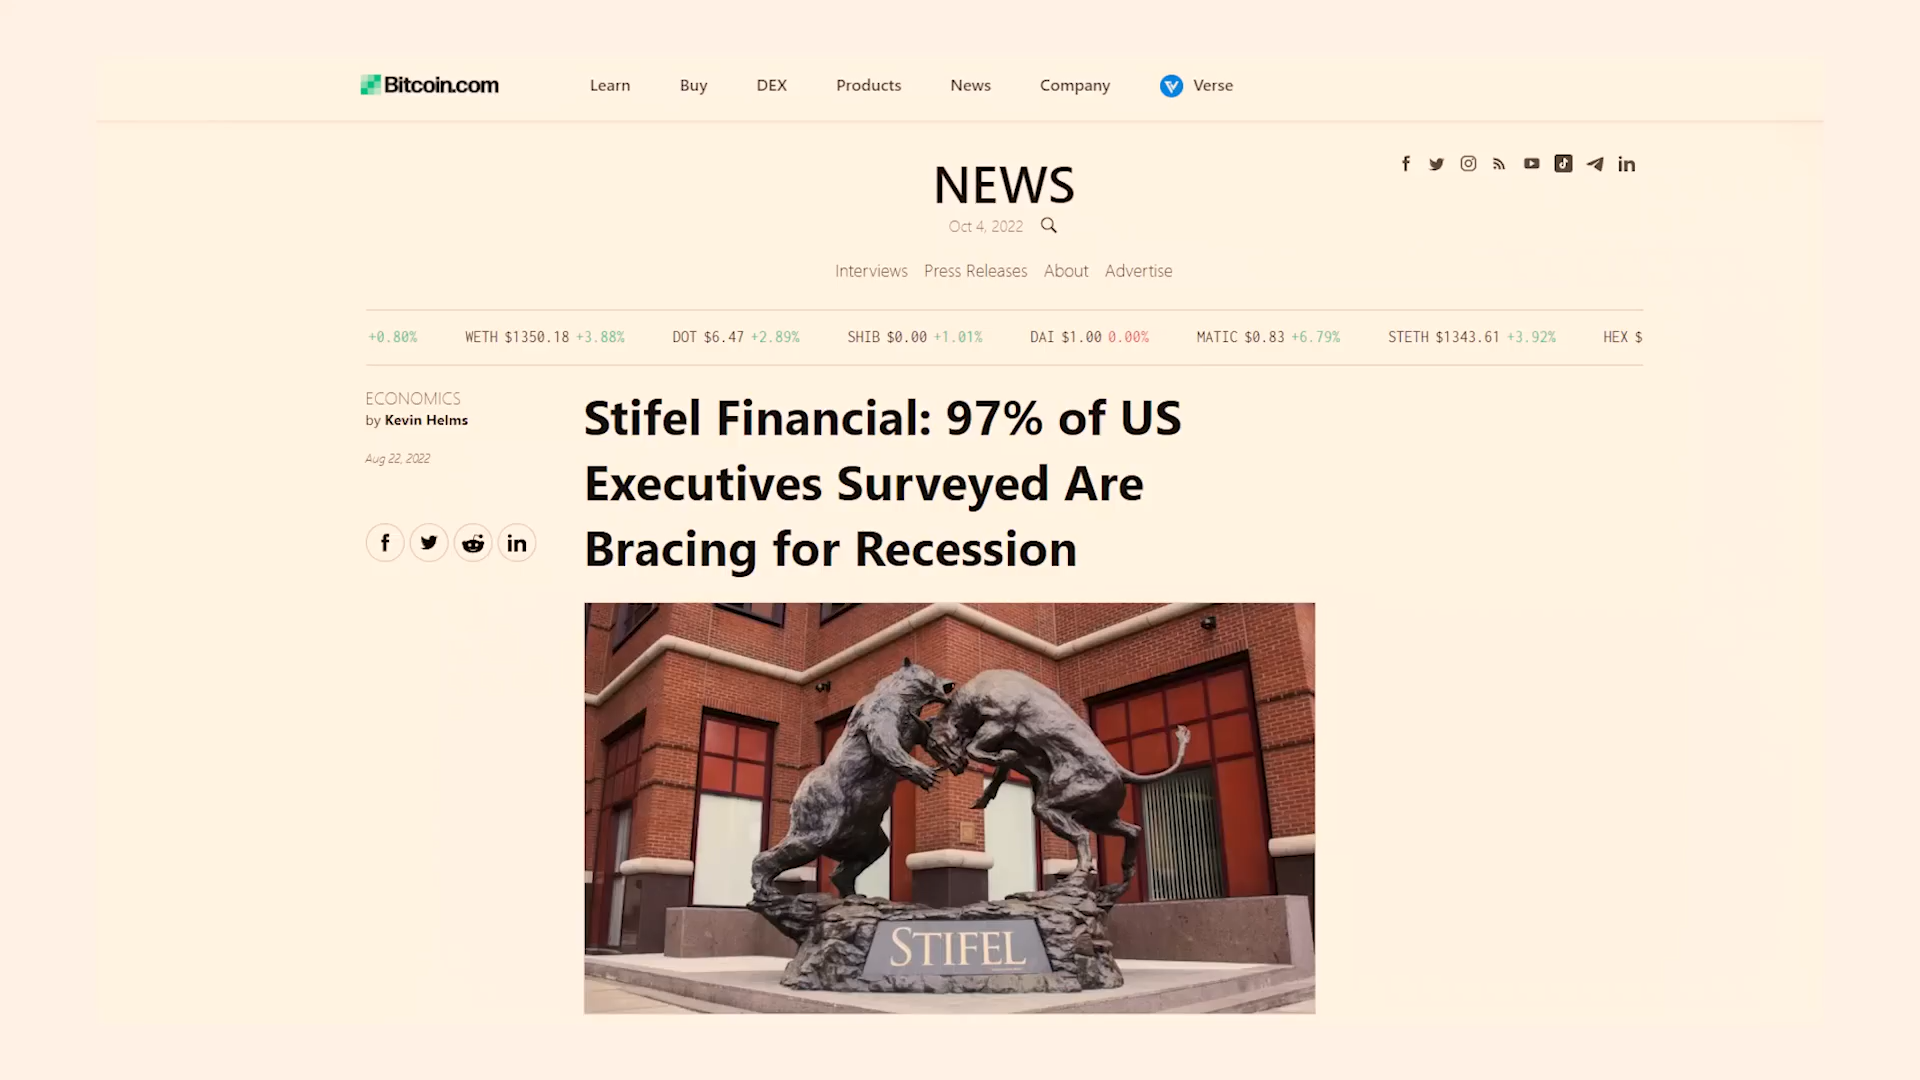 Bitcoin.com Learn Buy DEX Products News Company Verse
NEWS
Oct 4, 2022
Interviews Press Releases About Advertise
+0.80% WETH $1350.18 +3.88% DOT $6.47 +2.89% SHIB $0.00 +1.01% DAI $1.00 0.00% MATIC $0.83 +6.79% STETH $1343.61 +3.92% HEX $
ECONOMICS
by Kevin Helms
Aug 22, 2022
Stifel Financial: 97% of US
Executives Surveyed Are
Bracing for Recession
STIFEL